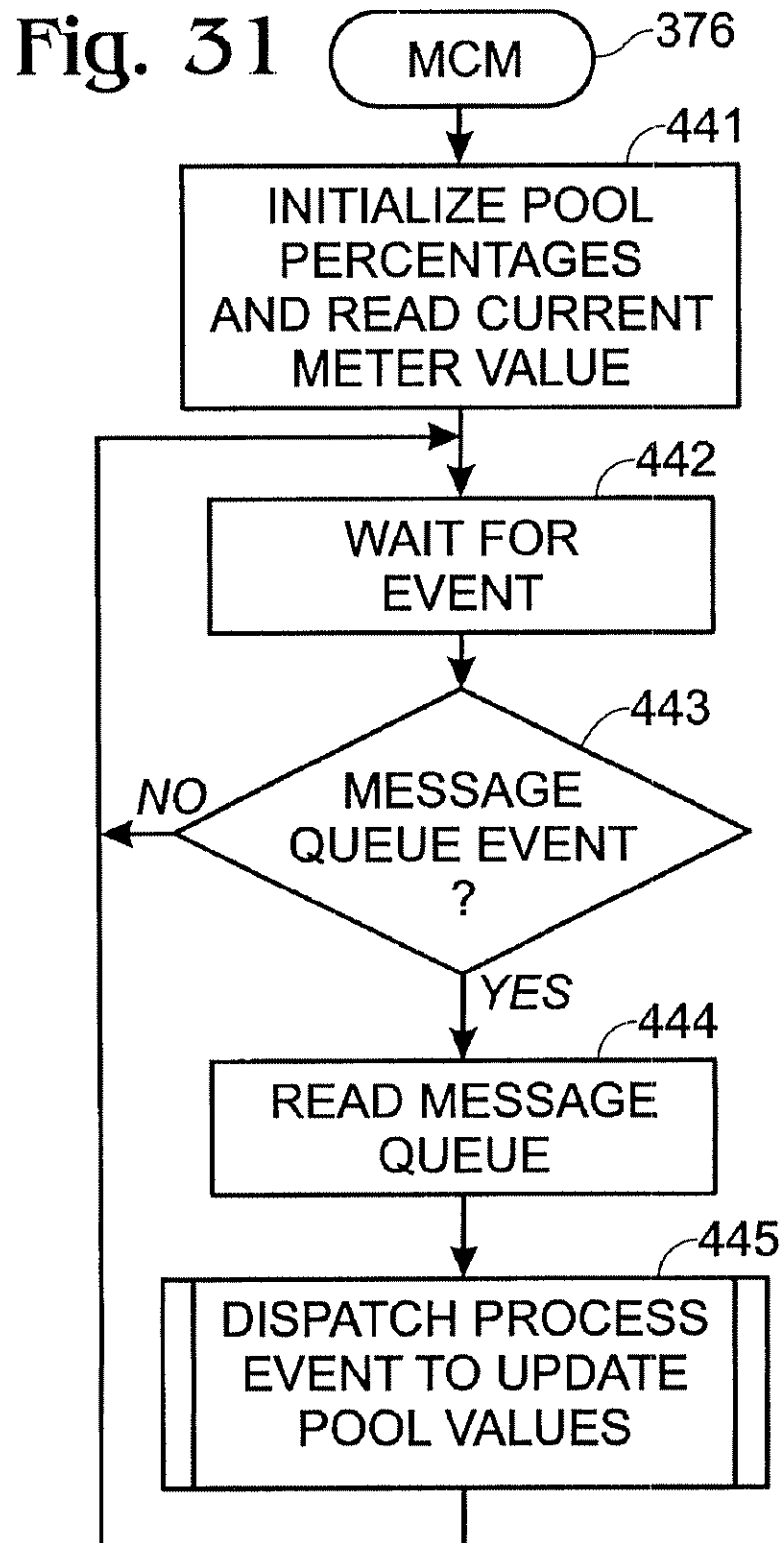 Fig. 31
MCM
376
441
INITIALIZE POOL
PERCENTAGES
AND READ CURRENT
METER VALUE
442
WAIT FOR
EVENT
443
MESSAGE
QUEUE EVENT
?
NO
YES
444
READ MESSAGE
QUEUE
445
DISPATCH PROCESS
EVENT TO UPDATE
POOL VALUES